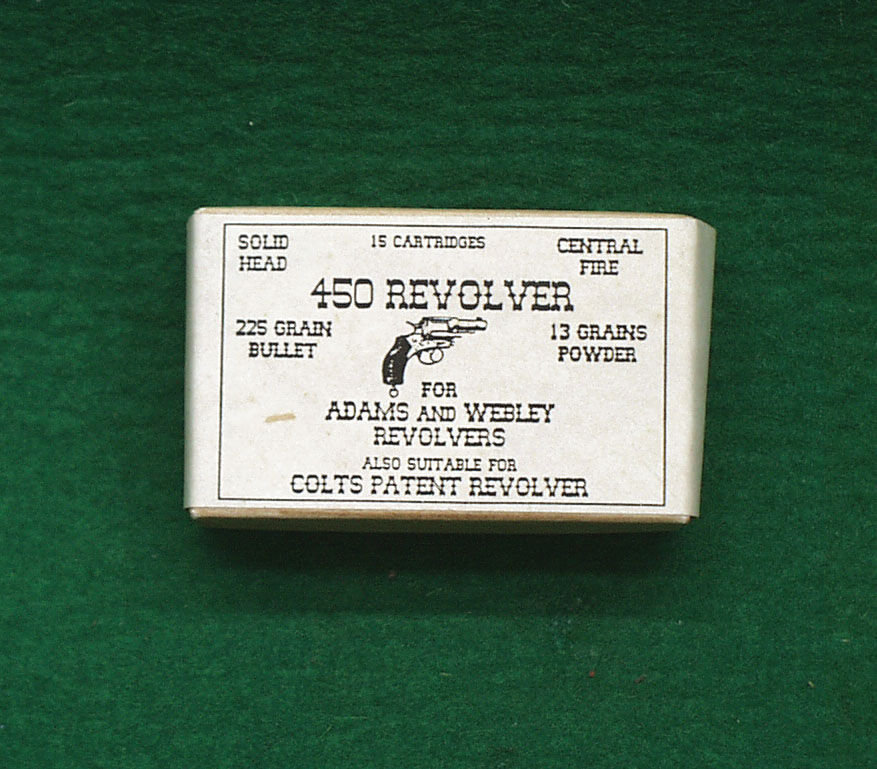 SOLID HEAD
15 CARTRIDGES
CENTRAL FIRE
450 REVOLVER
225 GRAIN BULLET
13 GRAINS POWDER
FOR
ADAMS AND WEBLEY
REVOLVERS
ALSO SUITABLE FOR
COLTS PATENT REVOLVER